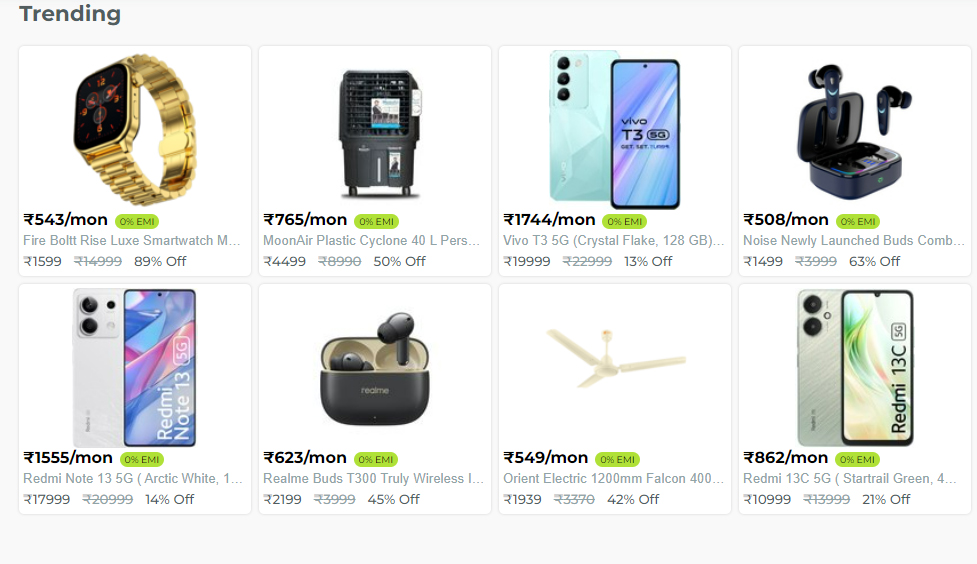 Trending
₹543/mon 0% EMI
Fire Boltt Rise Luxe Smartwatch M...
₹1599 ₹14999 89% Off
₹765/mon 0% EMI
MoonAir Plastic Cyclone 40 L Pers...
₹4499 ₹8990 50% Off
vivo
T3 5G
GET. SET. TURBO.
vivo
₹1744/mon 0% EMI
Vivo T3 5G (Crystal Flake, 128 GB)...
₹19999 ₹22999 13% Off
₹508/mon 0% EMI
Noise Newly Launched Buds Comb...
₹1499 ₹3999 63% Off
Redmi
Note 13 5G
₹1555/mon 0% EMI
Redmi Note 13 5G ( Arctic White, 1...
₹17999 ₹20999 14% Off
realme
₹623/mon 0% EMI
Realme Buds T300 Truly Wireless I...
₹2199 ₹3999 45% Off
₹549/mon 0% EMI
Orient Electric 1200mm Falcon 400...
₹1939 ₹3370 42% Off
Redmi 13C 5G
₹862/mon 0% EMI
Redmi 13C 5G ( Startrail Green, 4...
₹10999 ₹13999 21% Off